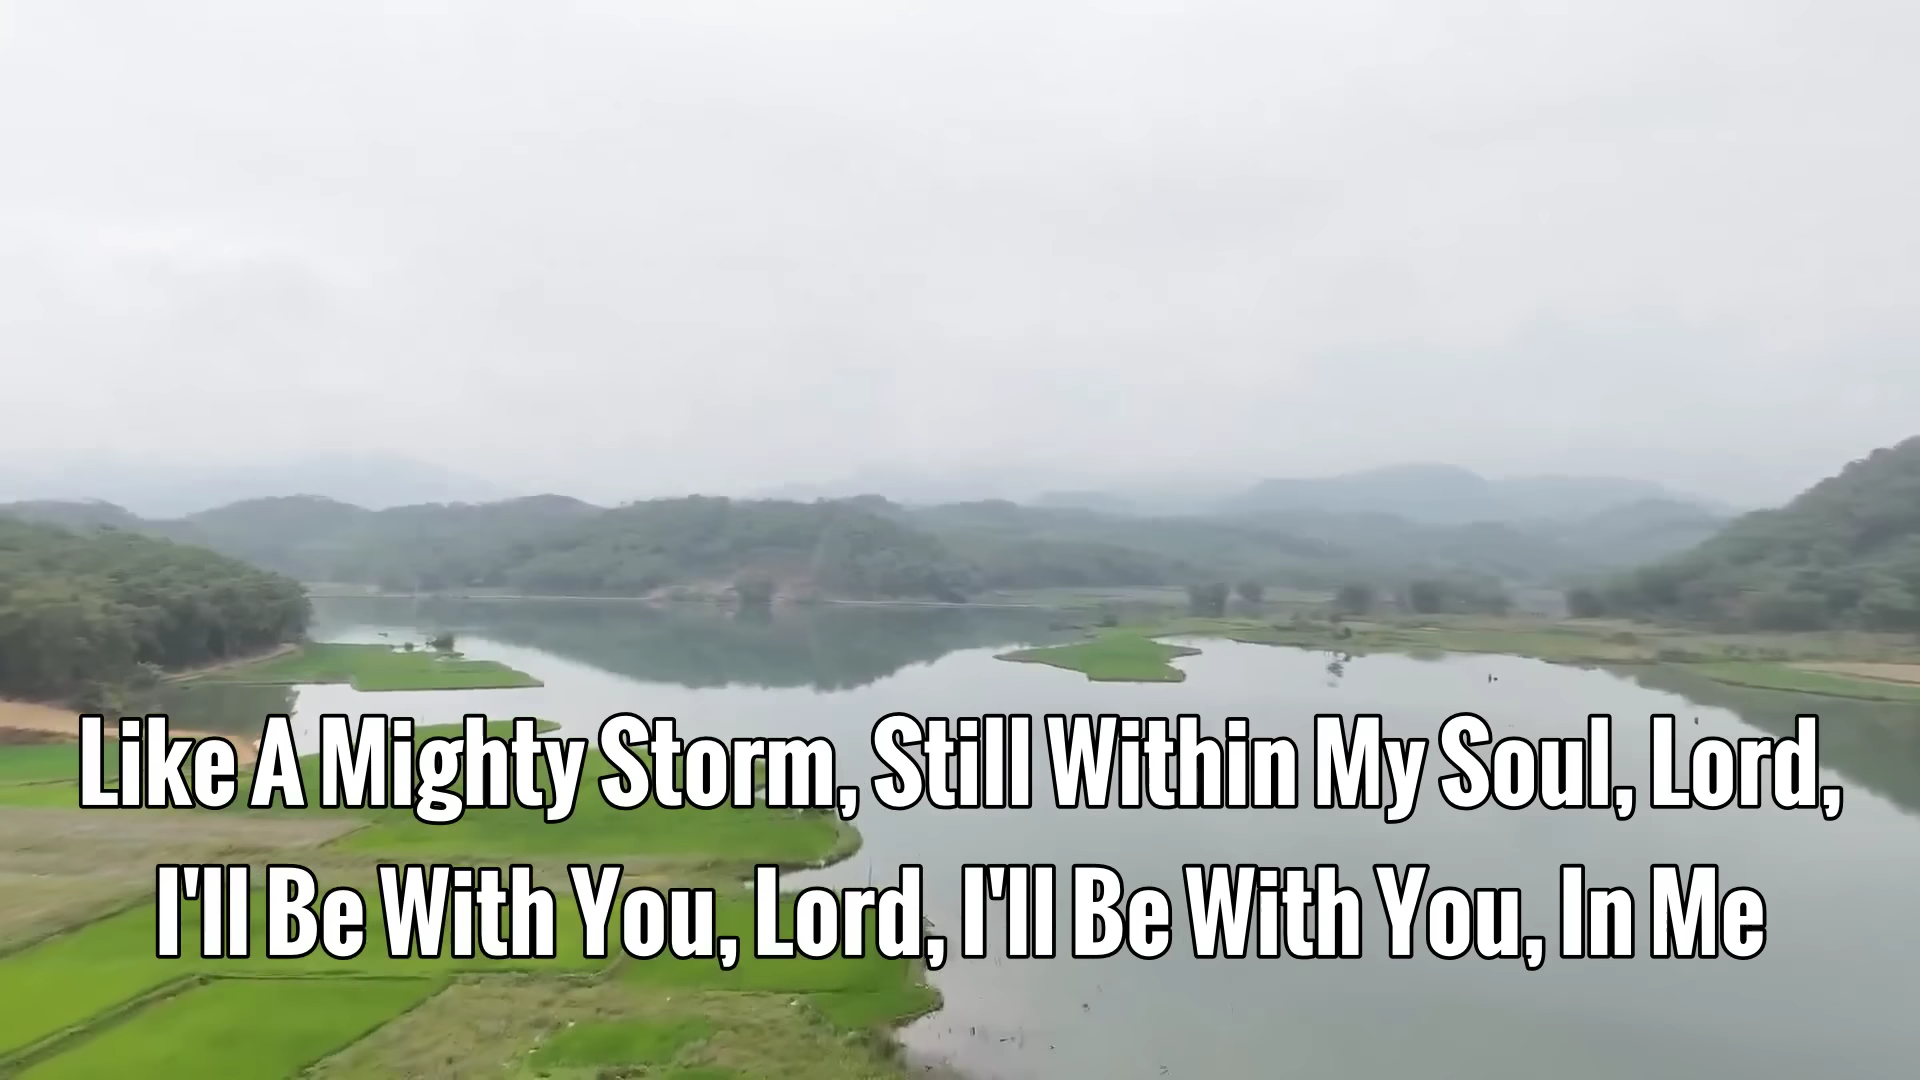 Like A Mighty Storm, Still Within My Soul, Lord,
I'll Be With You, Lord, I'll Be With You, In Me